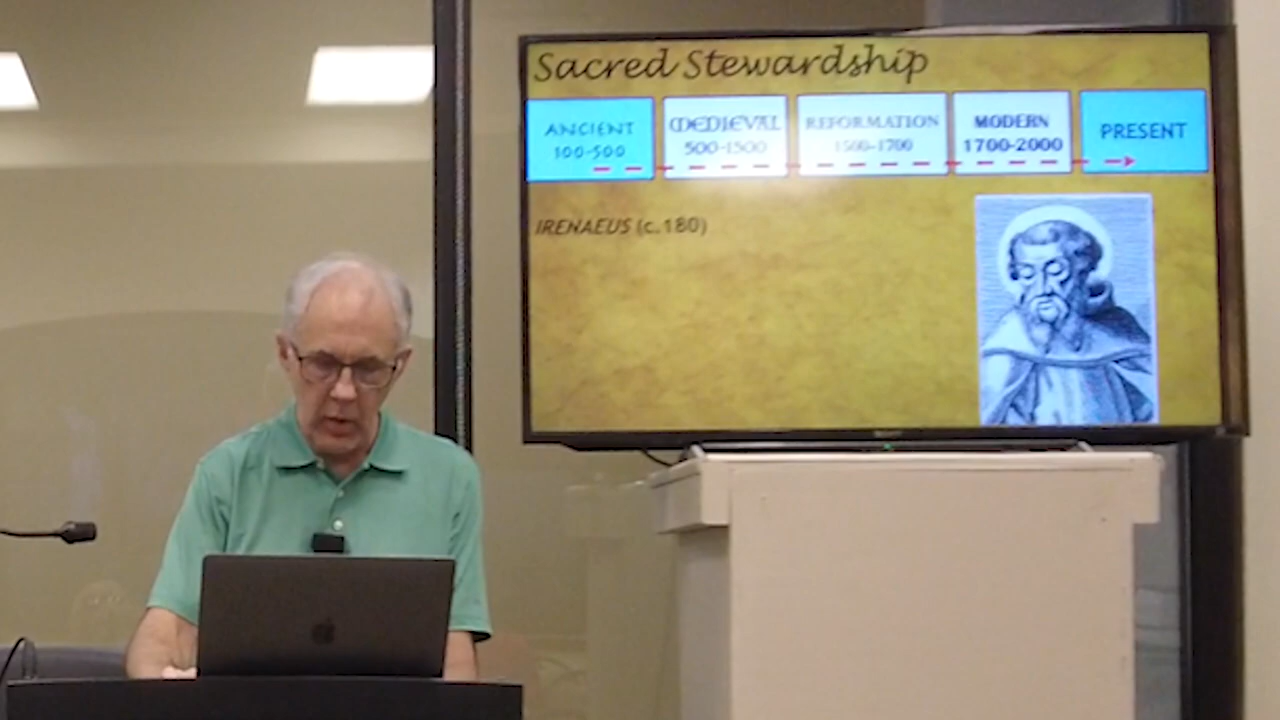 Sacred Stewardship
ANCIENT
100-500
MEDIEVAL
500-1500
REFORMATION
1500-1700
MODERN
1700-2000
PRESENT
IRENAEUS (c.180)